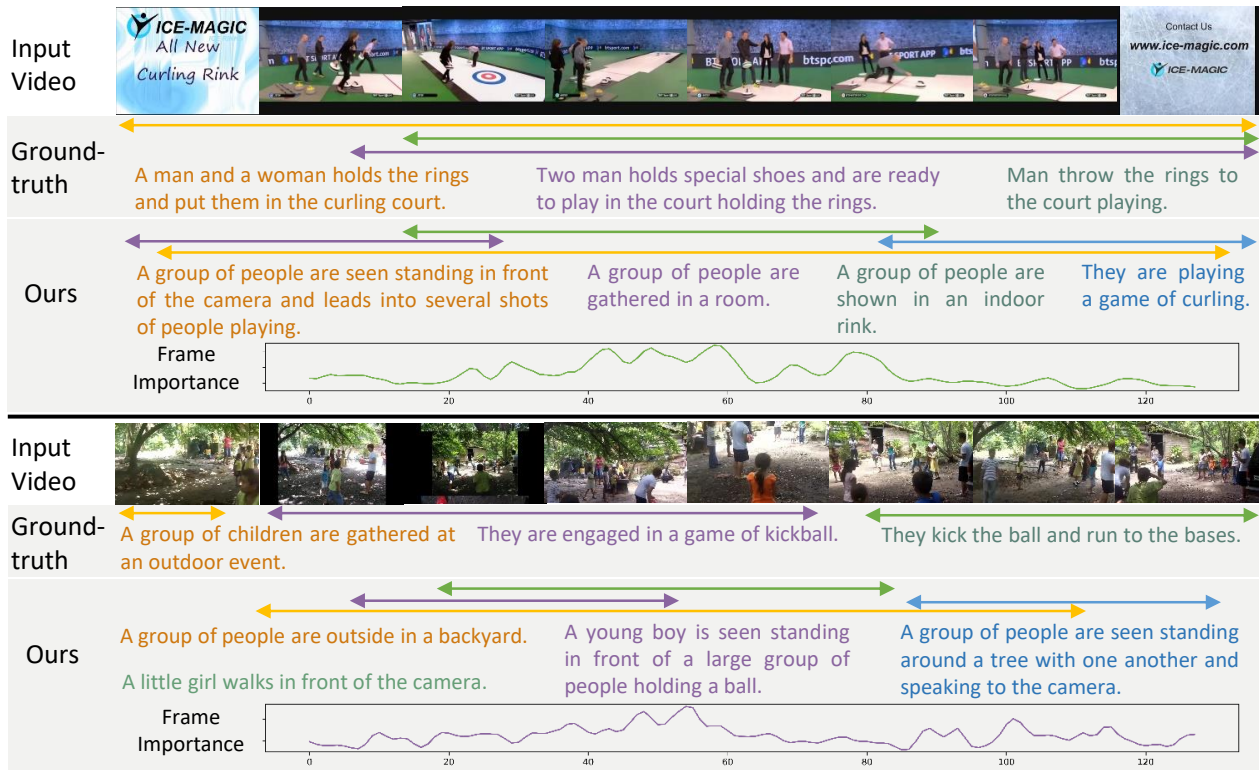 Input
Video
ICE-MAGIC
All New
Curling Rink
BT SPORT APP
btspc
Contact Us
www.ice-magic.com
ICE-MAGIC
Ground-
truth
A man and a woman holds the rings
and put them in the curling court.
Two man holds special shoes and are ready
to play in the court holding the rings.
Man throw the rings to
the court playing.
Ours
A group of people are seen standing in front
of the camera and leads into several shots
of people playing.
A group of people are
gathered in a room.
A group of people are
shown in an indoor
rink.
They are playing
a game of curling.
Frame
Importance
0 20 40 60 80 100 120
Input
Video
Ground-
truth
A group of children are gathered at
an outdoor event.
They are engaged in a game of kickball.
They kick the ball and run to the bases.
Ours
A group of people are outside in a backyard.
A little girl walks in front of the camera.
A young boy is seen standing
in front of a large group of
people holding a ball.
A group of people are seen standing
around a tree with one another and
speaking to the camera.
Frame
Importance
0 20 40 60 80 100 120